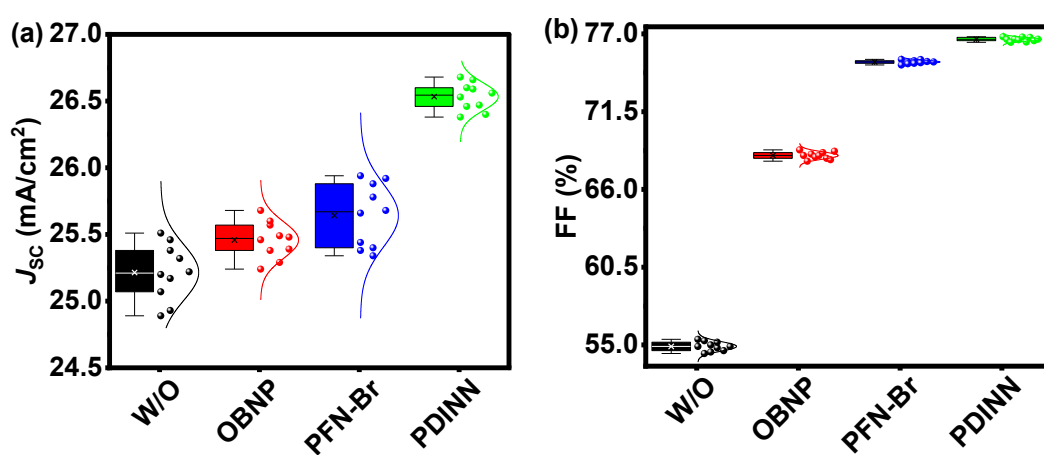 (a)
J_SC (mA/cm²)
27.0
26.5
26.0
25.5
25.0
24.5
W/O
OBNP
PFN-Br
PDINN
(b)
FF (%)
77.0
71.5
66.0
60.5
55.0
W/O
OBNP
PFN-Br
PDINN